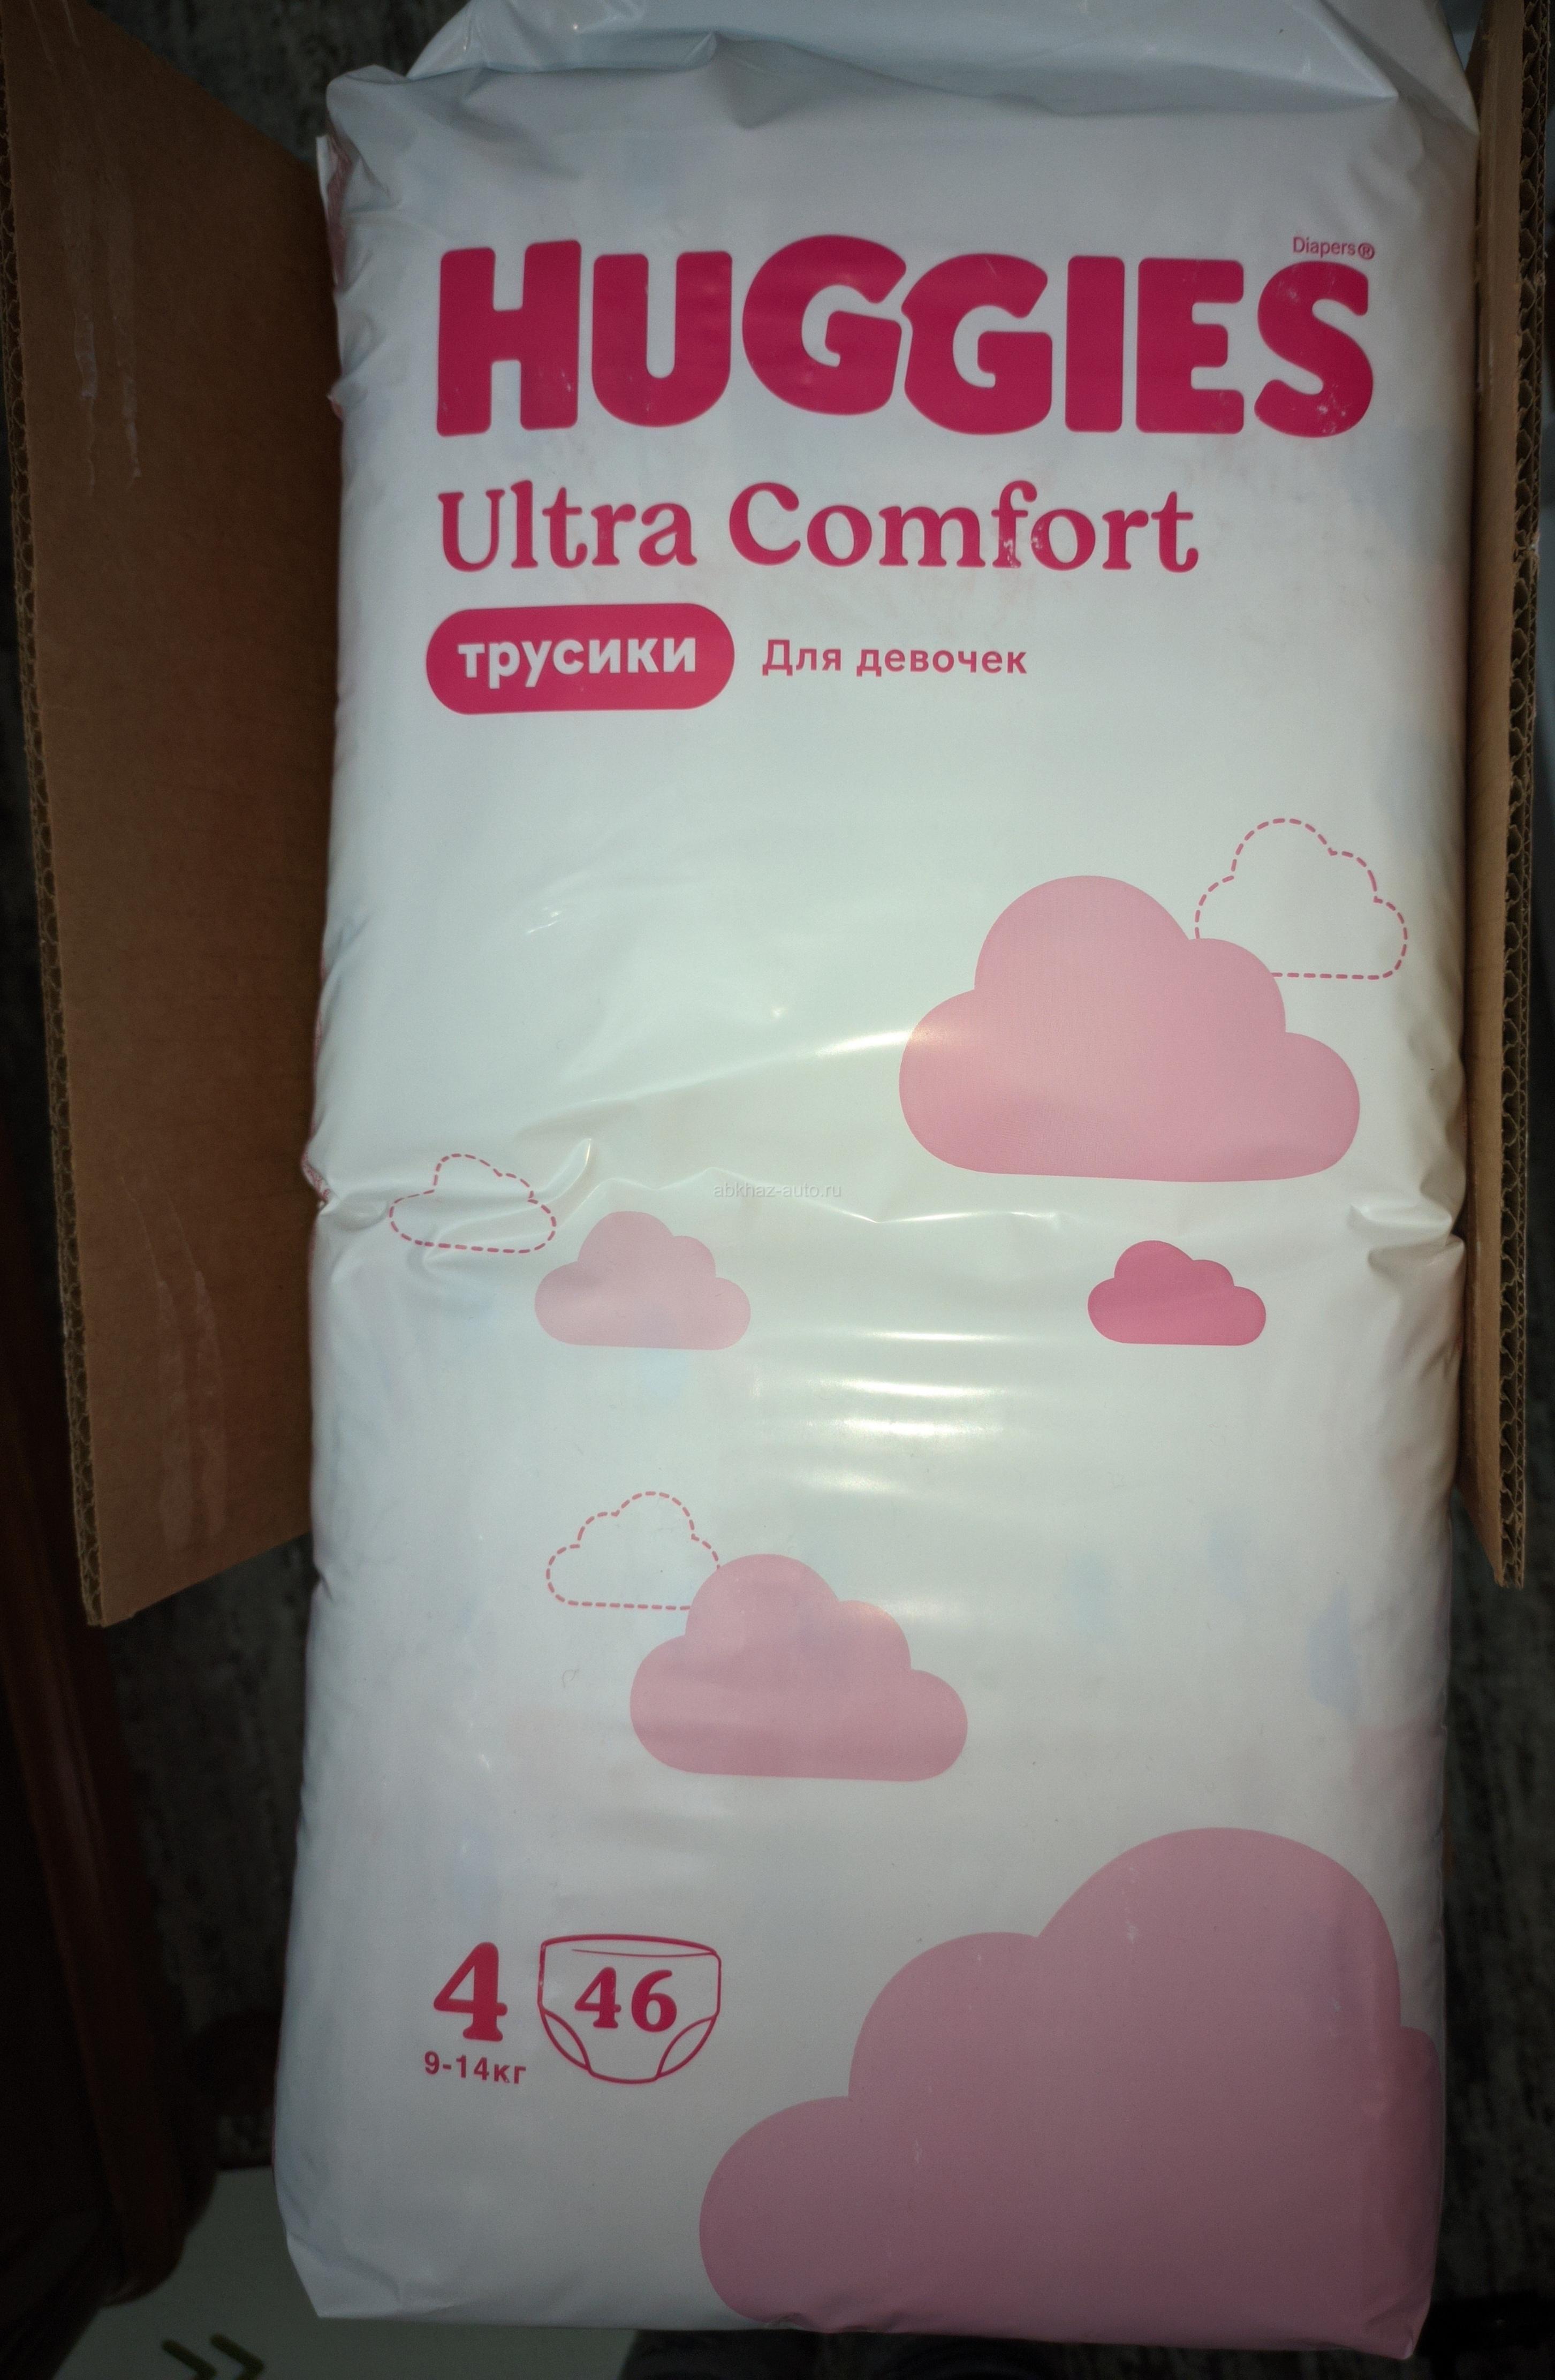 Diapers®
HUGGIES
Ultra Comfort
трусики Для девочек
abkhaz-auto.ru
4 46
9-14кг